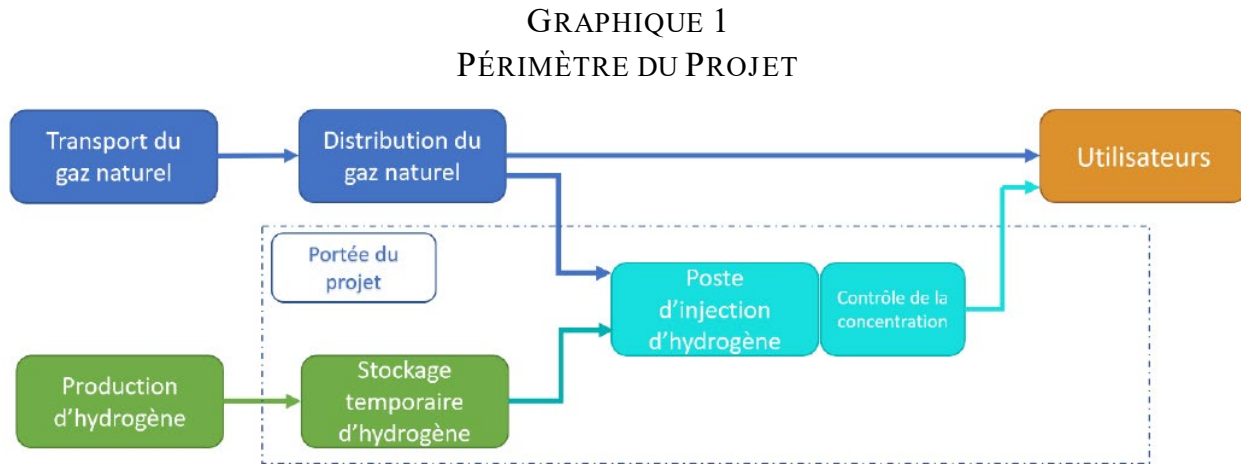 GRAPHIQUE 1
PÉRIMÈTRE DU PROJET
Transport du
gaz naturel
Distribution du
gaz naturel
Utilisateurs
Portée du
projet
Poste
d'injection
d'hydrogène
Contrôle de la
concentration
Production
d'hydrogène
Stockage
temporaire
d'hydrogène